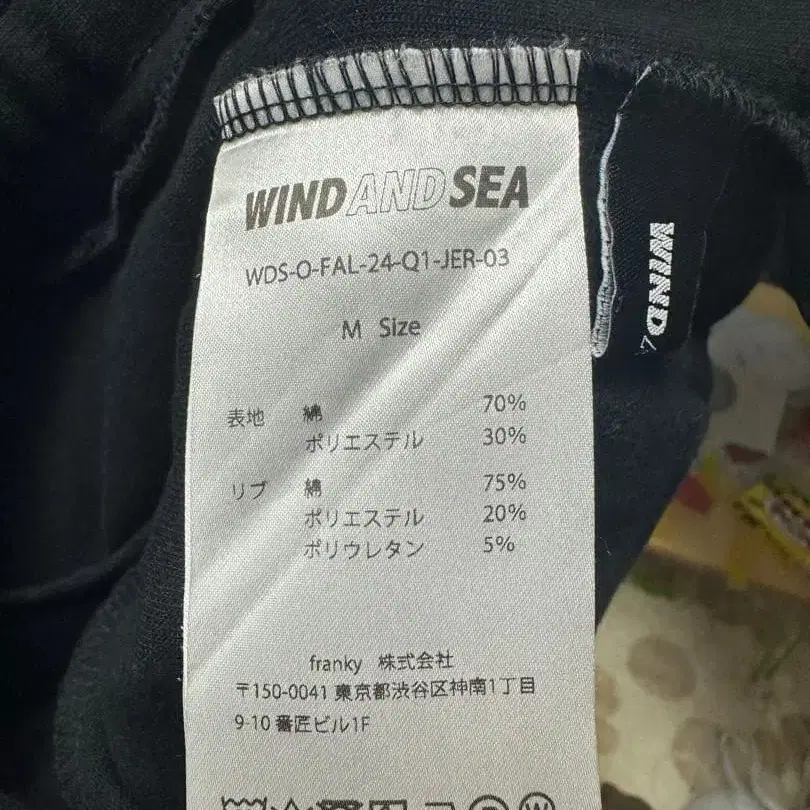 WIND AND SEA
WDS-O-FAL-24-Q1-JER-03
M Size
表地 綿 70%
ポリエステル 30%
リブ 綿 75%
ポリエステル 20%
ポリウレタン 5%
franky 株式会社
〒150-0041 東京都渋谷区神南1丁目
9-10 番匠ビル1F
WIND